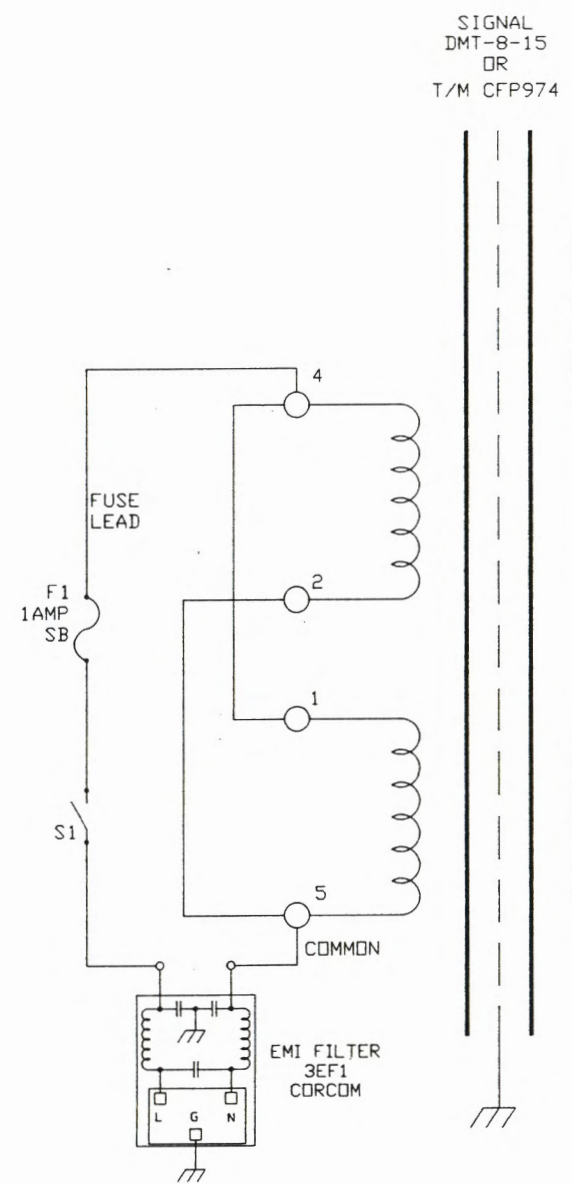 SIGNAL
DMT-8-15
OR
T/M CFP974
4
FUSE
LEAD
2
F1
1AMP
SB
1
S1
5
COMMON
EMI FILTER
3EF1
CORCOM
L G N